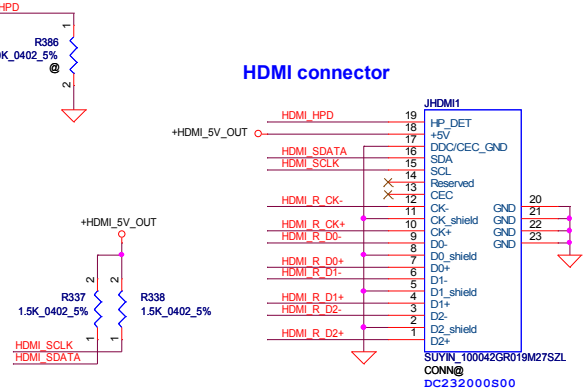 HPD
R386
0K_0402_5%
@
1
2
HDMI connector
JHDMI1
HDMI_HPD 19 HP_DET
+HDMI_5V_OUT 18 +5V
17 DDC/CEC_GND
HDMI_SDATA 16 SDA
HDMI_SCLK 15 SCL
14 Reserved
13 CEC
HDMI_R_CK- 12 CK- GND 20
11 CK_shield GND 21
HDMI_R_CK+ 10 CK+ GND 22
HDMI_R_D0- 9 D0- GND 23
8 D0_shield
HDMI_R_D0+ 7 D0+
HDMI_R_D1- 6 D1-
5 D1_shield
HDMI_R_D1+ 4 D1+
HDMI_R_D2- 3 D2-
2 D2_shield
HDMI_R_D2+ 1 D2+
SUYIN_100042GR019M27SZL
CONN@
DC232000S00
+HDMI_5V_OUT
2 2
R337 R338
1.5K_0402_5% 1.5K_0402_5%
1 1
HDMI_SCLK
HDMI_SDATA